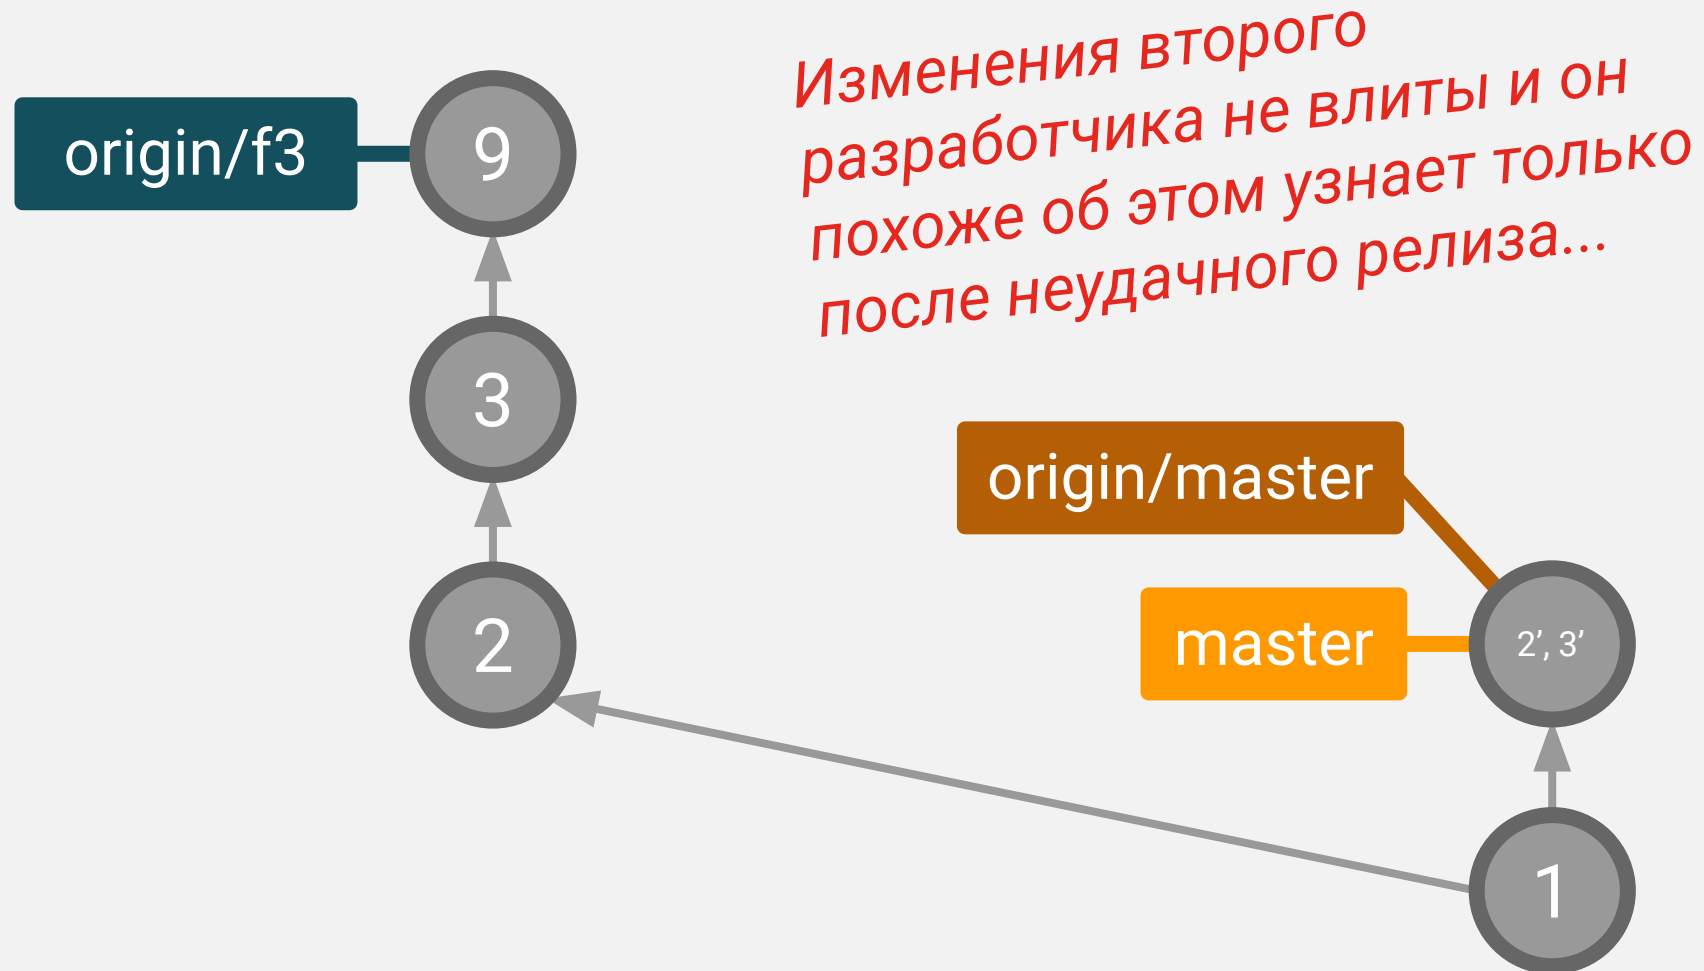 Изменения второго
разработчика не влиты и он
похоже об этом узнает только
после неудачного релиза...
origin/f3
9
3
origin/master
2
master
2’, 3’
1